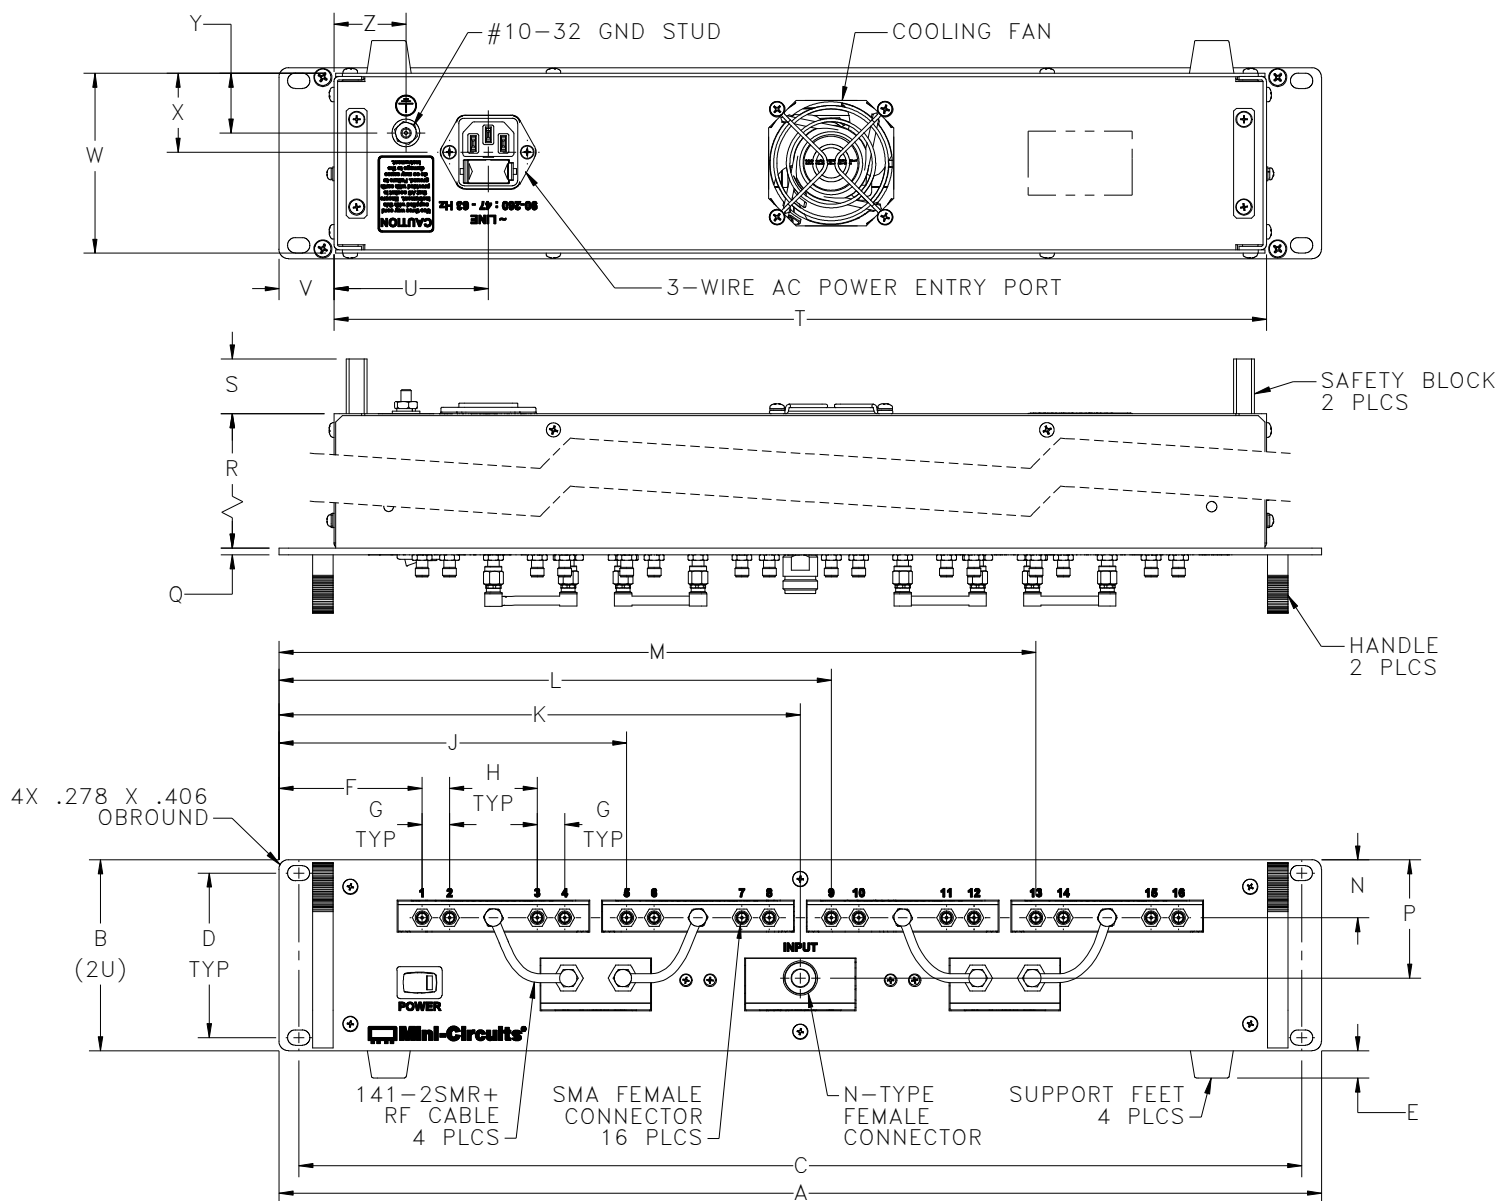 Y
Z
#10-32 GND STUD
COOLING FAN
X
W
CAUTION
~ LINE
90-260 : 47 - 63 Hz
V
U
3-WIRE AC POWER ENTRY PORT
T
S
SAFETY BLOCK
2 PLCS
R
Q
HANDLE
2 PLCS
M
L
K
J
F
H
TYP
G
TYP
G
TYP
4X .278 X .406
OBROUND
1 2 3 4 5 6 7 8 9 10 11 12 13 14 15 16
N
P
B
(2U)
D
TYP
INPUT
POWER
Mini-Circuits®
141-2SMR+
RF CABLE
4 PLCS
SMA FEMALE
CONNECTOR
16 PLCS
N-TYPE
FEMALE
CONNECTOR
SUPPORT FEET
4 PLCS
E
C
A